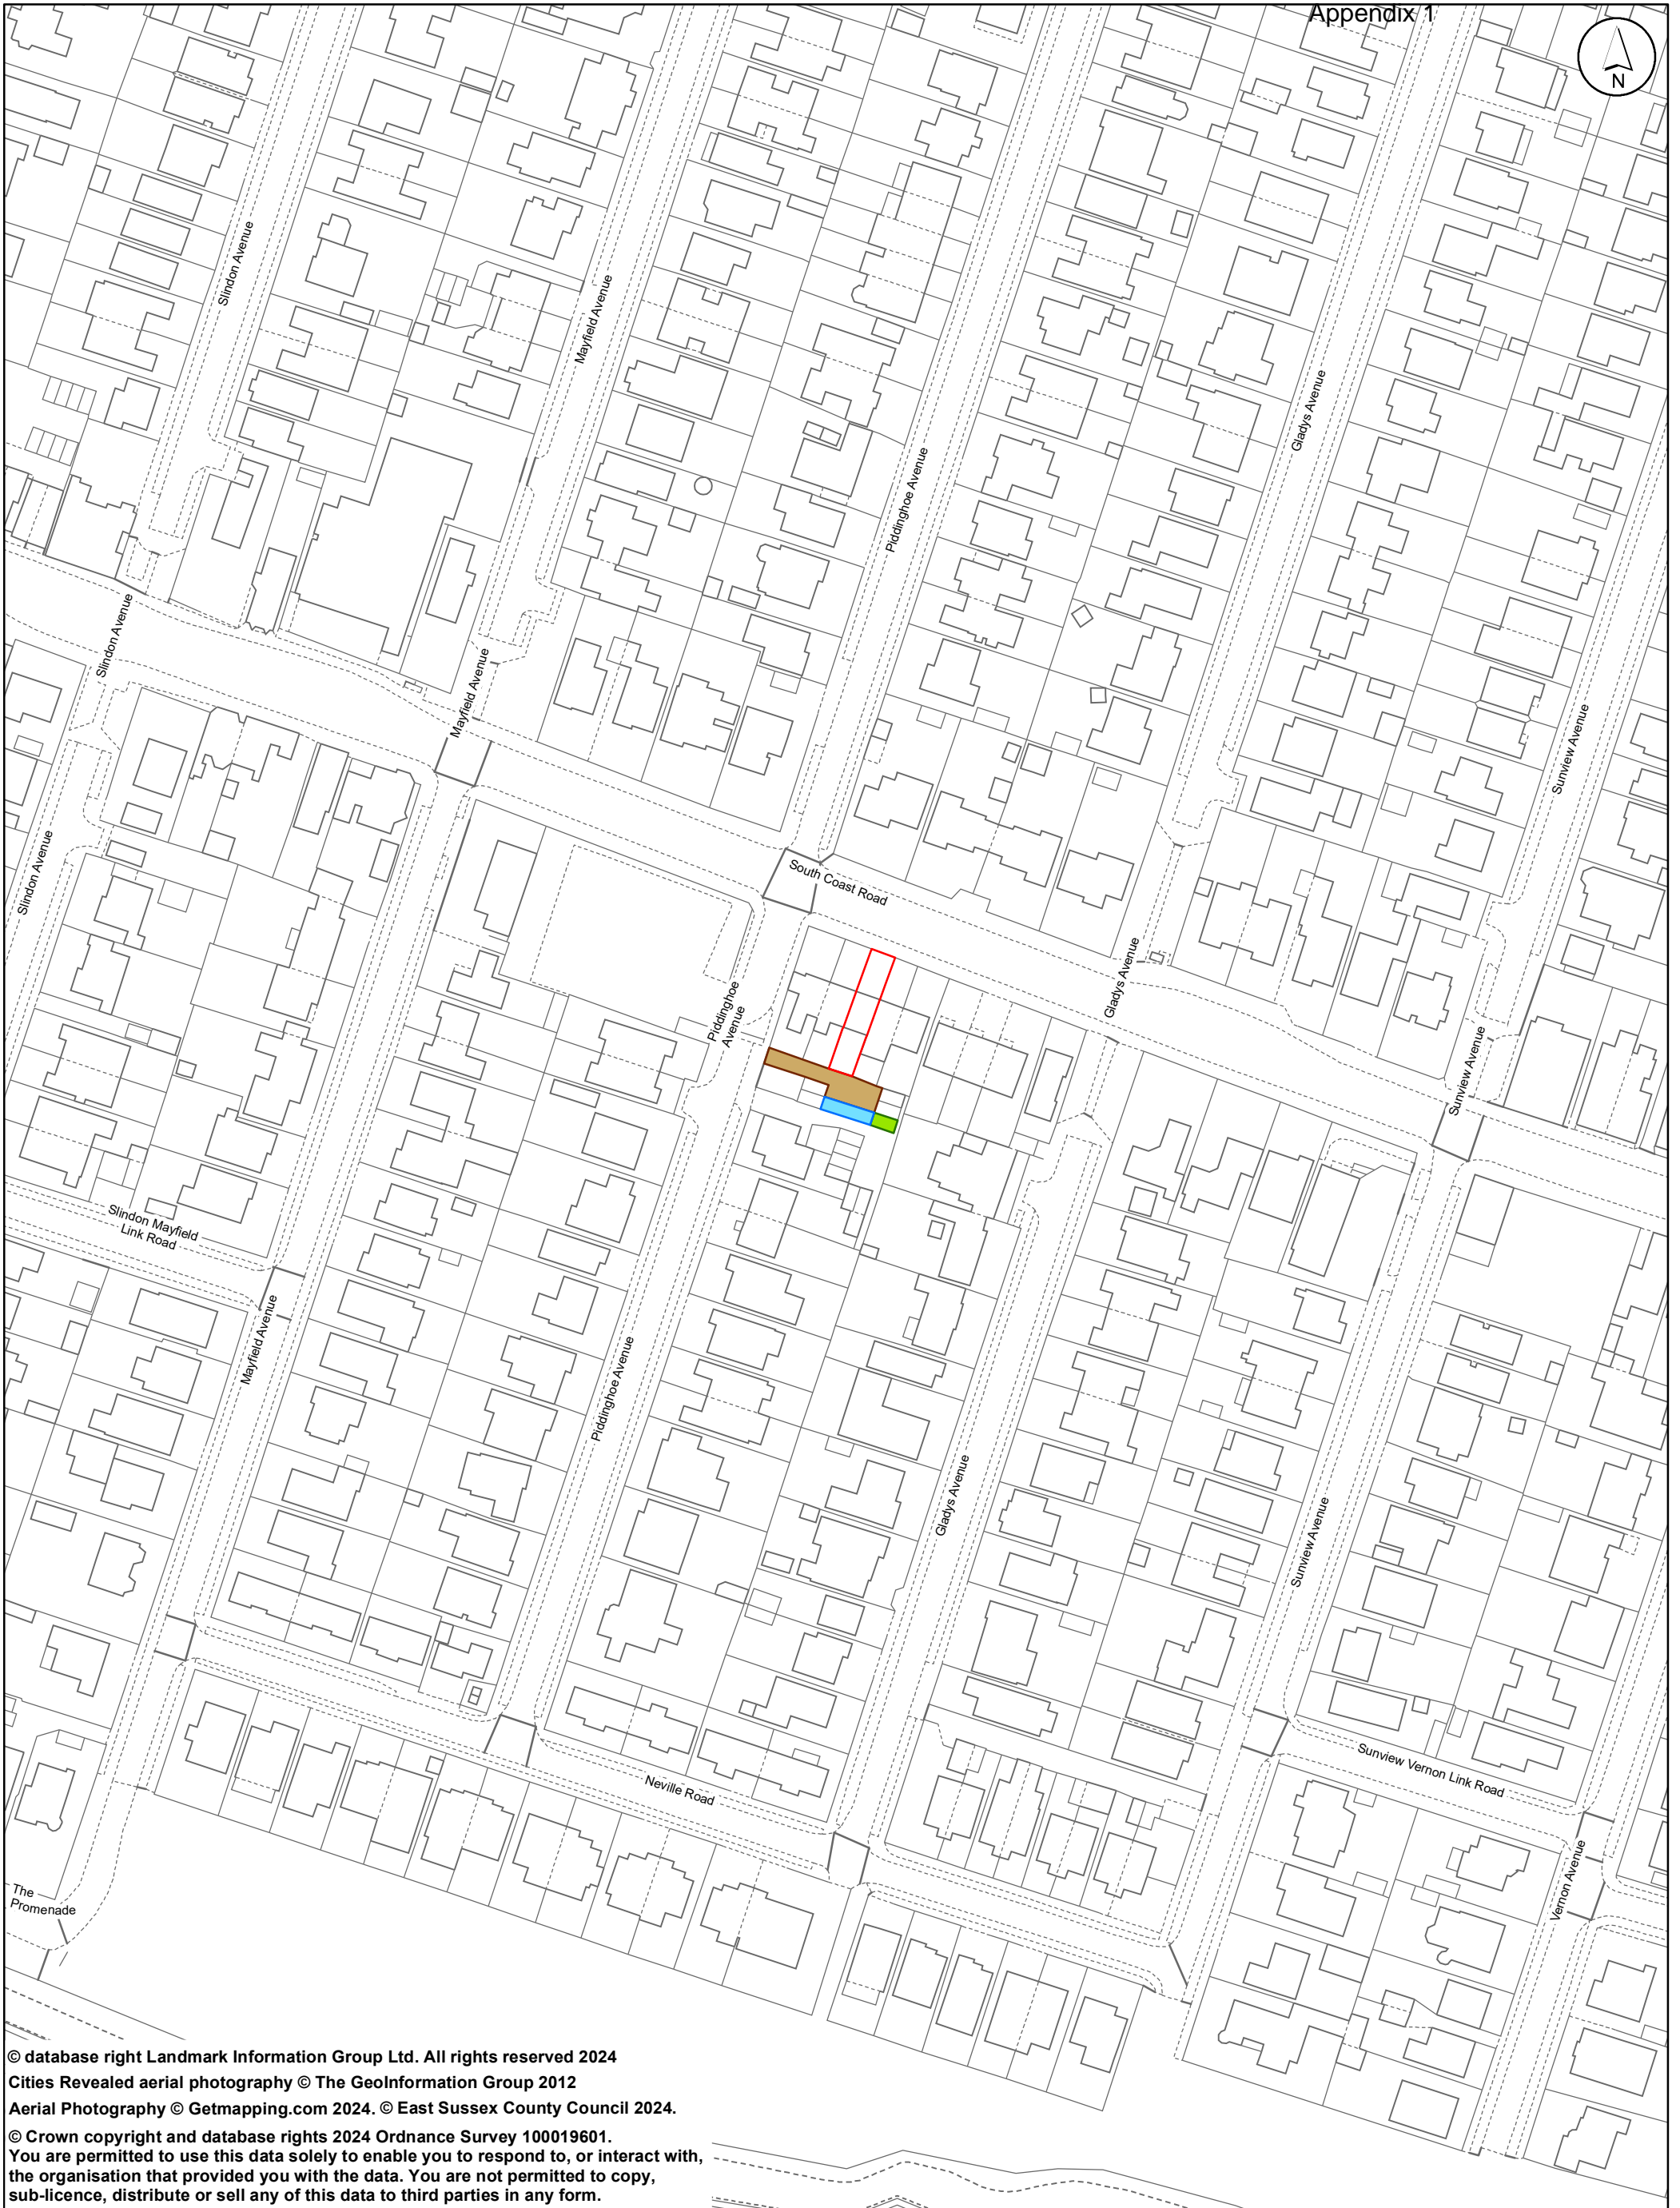 Appendix 1
N
Slindon Avenue
Mayfield Avenue
Gladys Avenue
Piddinghoe Avenue
Slindon Avenue
Mayfield Avenue
Sunview Avenue
Slindon Avenue
South Coast Road
Gladys Avenue
Piddinghoe
Avenue
Sunview Avenue
Slindon Mayfield
Link Road
Mayfield Avenue
Piddinghoe Avenue
Gladys Avenue
Sunview Avenue
Sunview Vernon Link Road
Neville Road
Vernon Avenue
The
Promenade
© database right Landmark Information Group Ltd. All rights reserved 2024
Cities Revealed aerial photography © The GeoInformation Group 2012
Aerial Photography © Getmapping.com 2024. © East Sussex County Council 2024.
© Crown copyright and database rights 2024 Ordnance Survey 100019601.
You are permitted to use this data solely to enable you to respond to, or interact with,
the organisation that provided you with the data. You are not permitted to copy,
sub-licence, distribute or sell any of this data to third parties in any form.